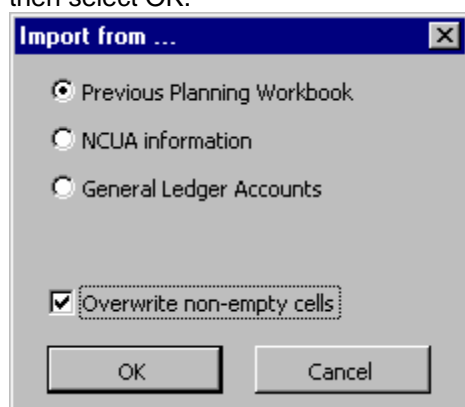 then select OK.
Import from ...
Previous Planning Workbook
NCUA information
General Ledger Accounts
Overwrite non-empty cells
OK
Cancel